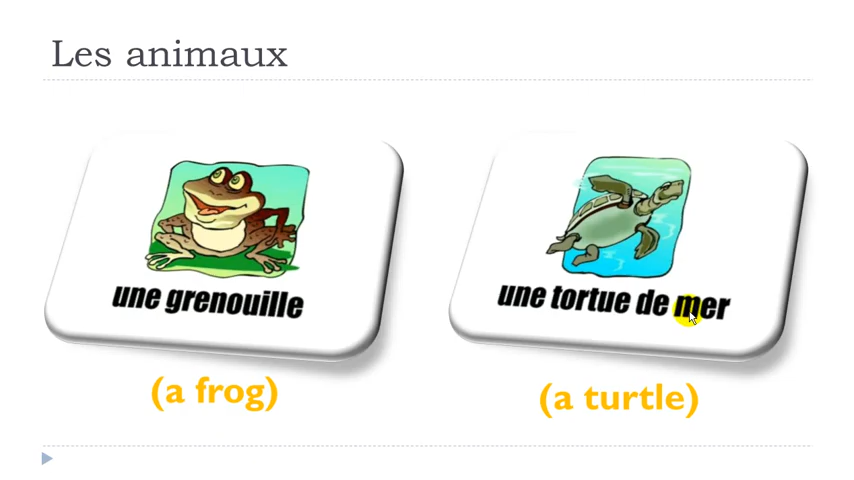 Les animaux
une grenouille
une tortue de mer
(a frog)
(a turtle)